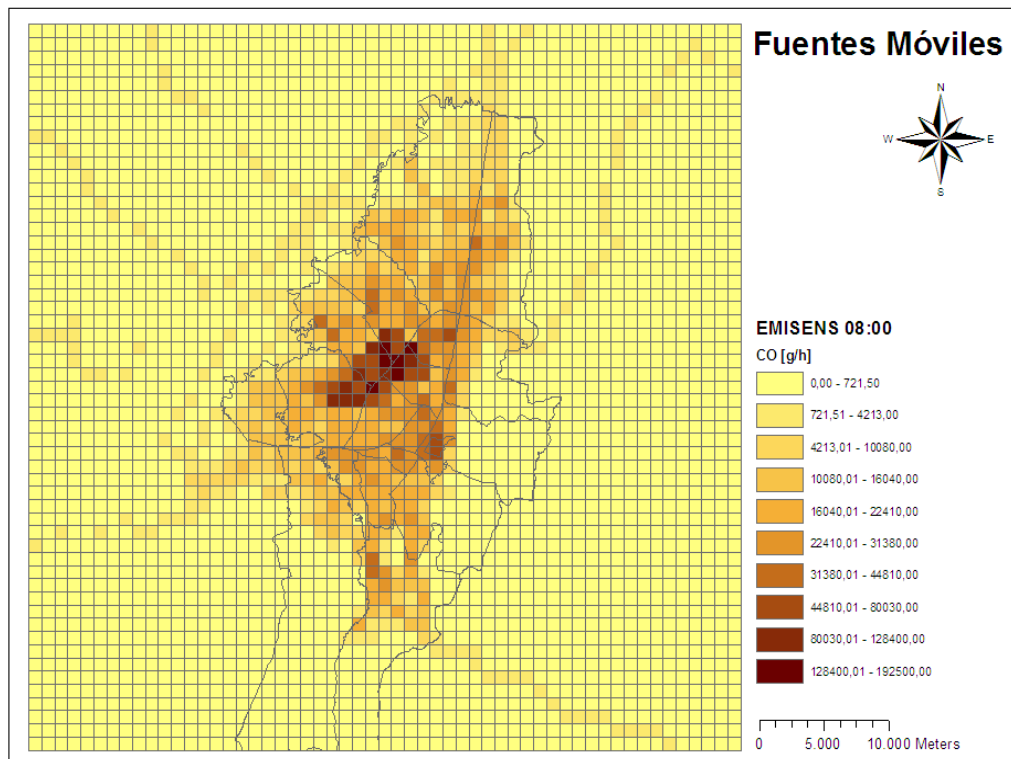 Fuentes Móviles
N
W
E
S
EMISENS 08:00
CO [g/h]
0,00 - 721,50
721,51 - 4213,00
4213,01 - 10080,00
10080,01 - 16040,00
16040,01 - 22410,00
22410,01 - 31380,00
31380,01 - 44810,00
44810,01 - 80030,00
80030,01 - 128400,00
128400,01 - 192500,00
0 5.000 10.000 Meters